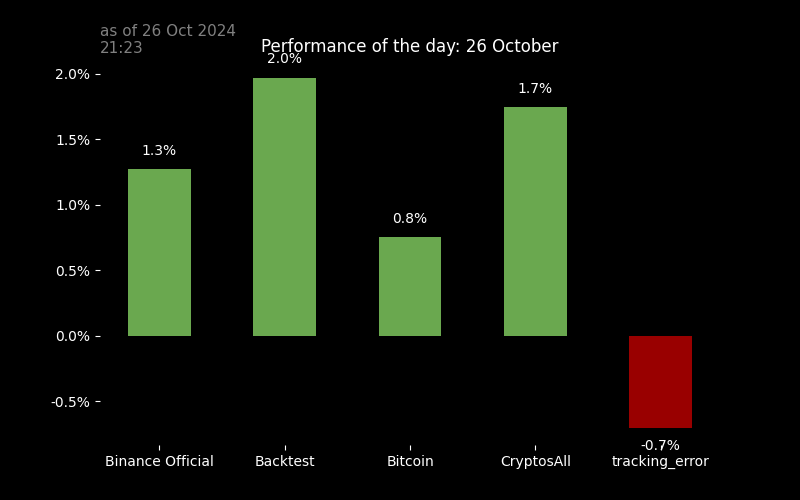 as of 26 Oct 2024
21:23
Performance of the day: 26 October
2.0%
2.0%
1.7%
1.5%
1.3%
1.0%
0.8%
0.5%
0.0%
-0.5%
-0.7%
Binance Official
Backtest
Bitcoin
CryptosAll
tracking_error